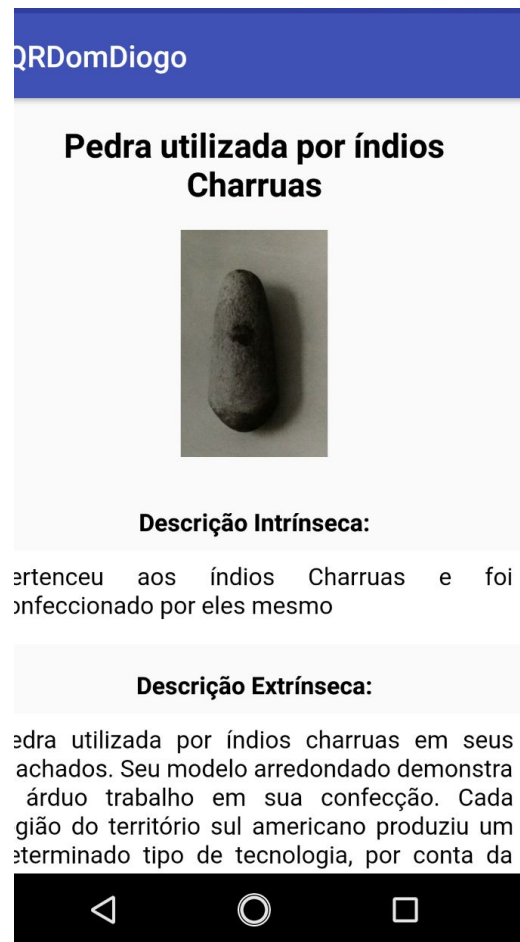 QRDomDiogo
Pedra utilizada por índios
Charruas
Descrição Intrínseca:
ertenceu aos índios Charruas e foi
onfeccionado por eles mesmo
Descrição Extrínseca:
edra utilizada por índios charruas em seus
achados. Seu modelo arredondado demonstra
árduo trabalho em sua confecção. Cada
gião do território sul americano produziu um
eterminado tipo de tecnologia, por conta da